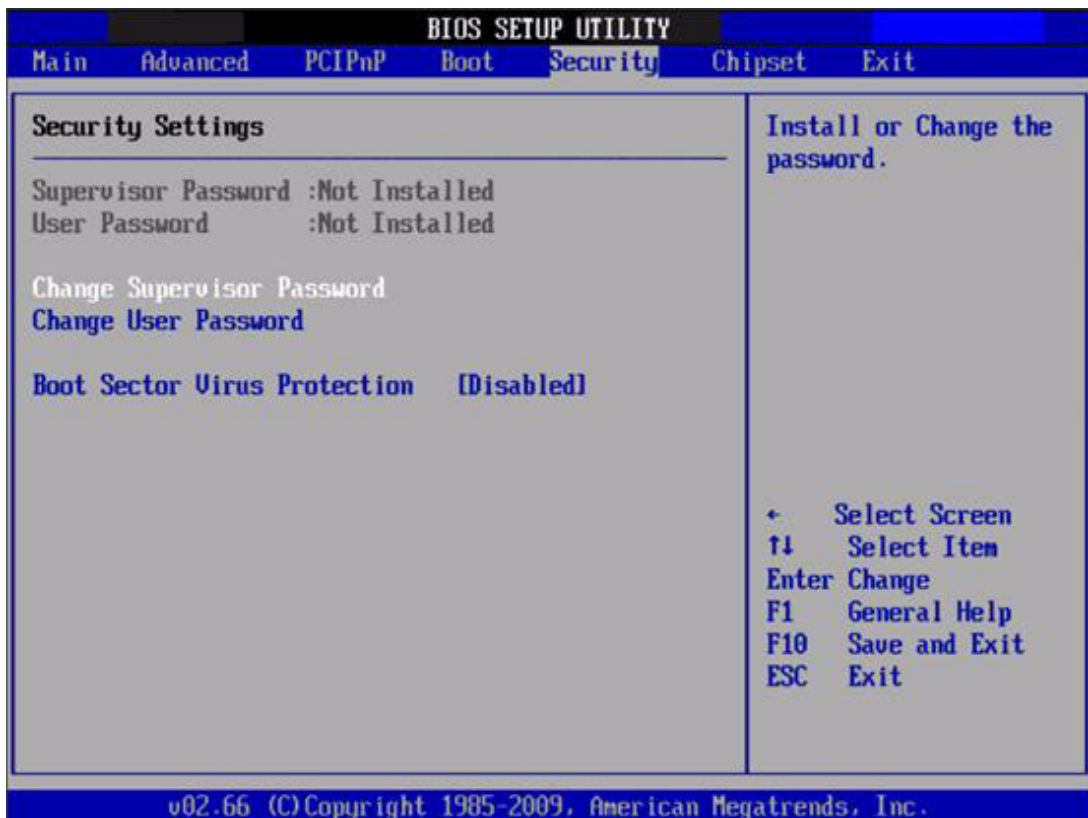 BIOS SETUP UTILITY
Main Advanced PCIPnP Boot Security Chipset Exit
Security Settings
Supervisor Password :Not Installed
User Password :Not Installed
Change Supervisor Password
Change User Password
Boot Sector Virus Protection [Disabled]
Install or Change the
password.
← Select Screen
↑↓ Select Item
Enter Change
F1 General Help
F10 Save and Exit
ESC Exit
v02.66 (C)Copyright 1985-2009, American Megatrends, Inc.